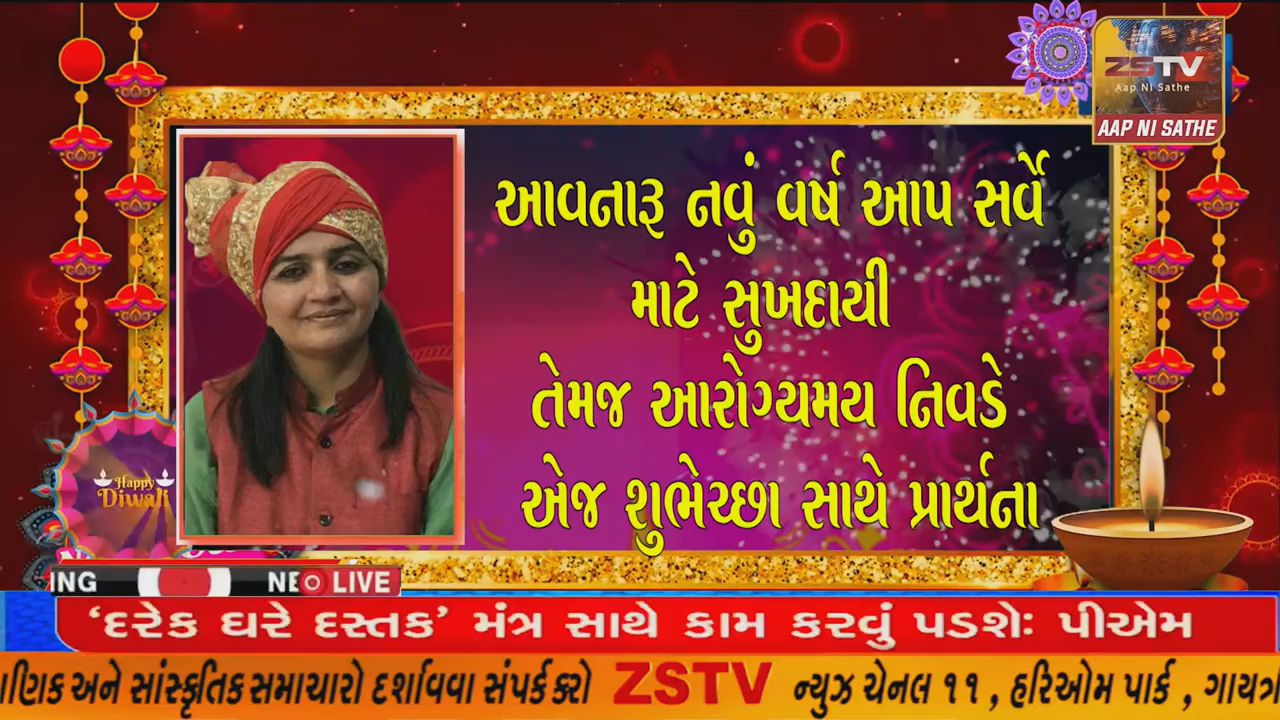 ZSTV
Aap Ni Sathe
AAP NI SATHE
આવનારૂ નવું વર્ષ આપ સર્વે
માટે સુખદાયી
તેમજ આરોગ્યમય નિવડે
એજ શુભેચ્છા સાથે પ્રાર્થના
Happy
Diwali
ING NE LIVE
‘દરેક ઘરે દસ્તક’ મંત્ર સાથે કામ કરવું પડશેઃ પીએમ
ણિક અને સાંસ્કૃતિક સમાચારો દર્શાવવા સંપર્ક કરો ZSTV ન્યુઝ ચેનલ ૧૧ , હરિઓમ પાર્ક , ગાયત્ર